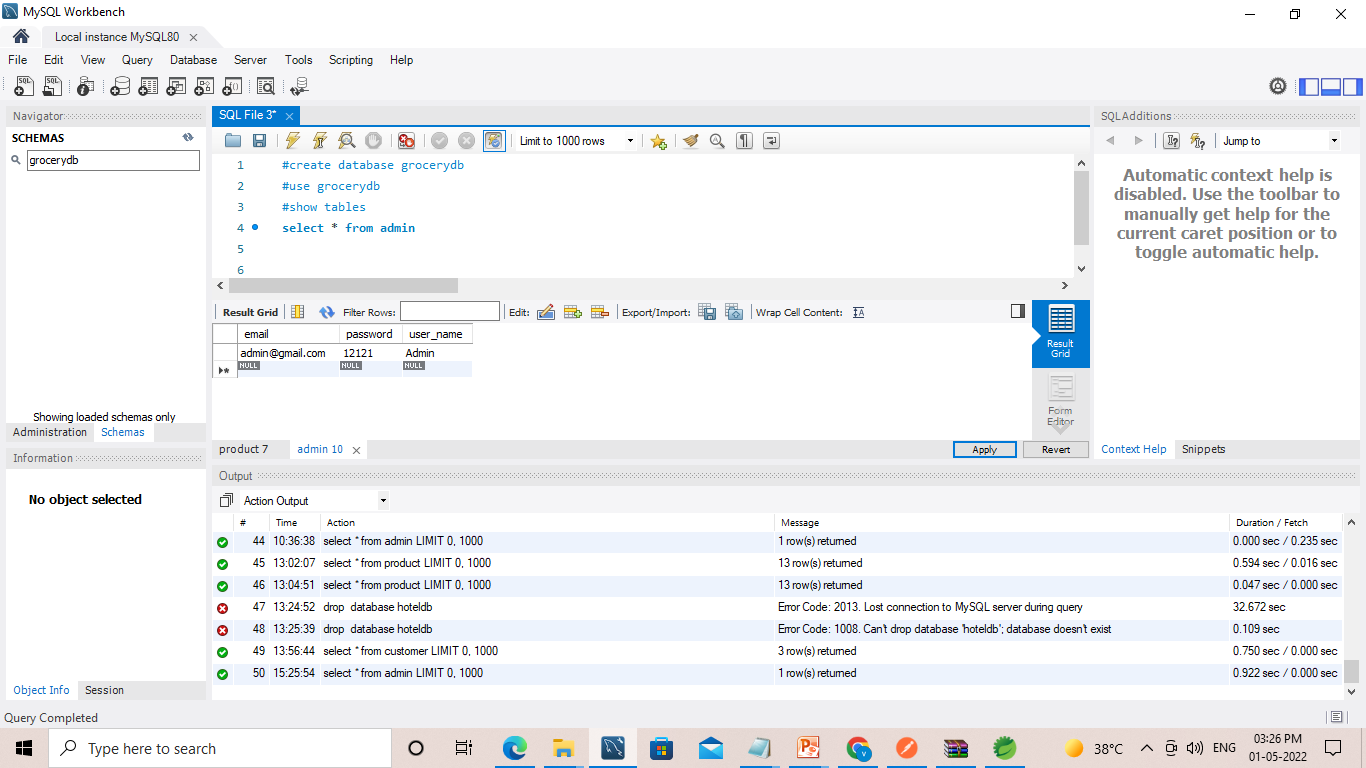 MySQL Workbench
Local instance MySQL80
File Edit View Query Database Server Tools Scripting Help
Navigator
SCHEMAS
grocerydb
Showing loaded schemas only
Administration Schemas
Information
No object selected
Object Info Session
SQL File 3*
Limit to 1000 rows
1 #create database grocerydb
2 #use grocerydb
3 #show tables
4 select * from admin
5
6
Result Grid Filter Rows: Edit: Export/Import: Wrap Cell Content:
email password user_name
admin@gmail.com 12121 Admin
NULL NULL NULL
Result
Grid
Form
Editor
product 7 admin 10 Apply Revert
SQLAdditions
Jump to
Automatic context help is
disabled. Use the toolbar to
manually get help for the
current caret position or to
toggle automatic help.
Context Help Snippets
Output
Action Output
# Time Action Message Duration / Fetch
44 10:36:38 select * from admin LIMIT 0, 1000 1 row(s) returned 0.000 sec / 0.235 sec
45 13:02:07 select * from product LIMIT 0, 1000 13 row(s) returned 0.594 sec / 0.016 sec
46 13:04:51 select * from product LIMIT 0, 1000 13 row(s) returned 0.047 sec / 0.000 sec
47 13:24:52 drop database hoteldb Error Code: 2013. Lost connection to MySQL server during query 32.672 sec
48 13:25:39 drop database hoteldb Error Code: 1008. Can't drop database 'hoteldb'; database doesn't exist 0.109 sec
49 13:56:44 select * from customer LIMIT 0, 1000 3 row(s) returned 0.750 sec / 0.000 sec
50 15:25:54 select * from admin LIMIT 0, 1000 1 row(s) returned 0.922 sec / 0.000 sec
Query Completed
Type here to search
38°C
ENG
03:26 PM
01-05-2022